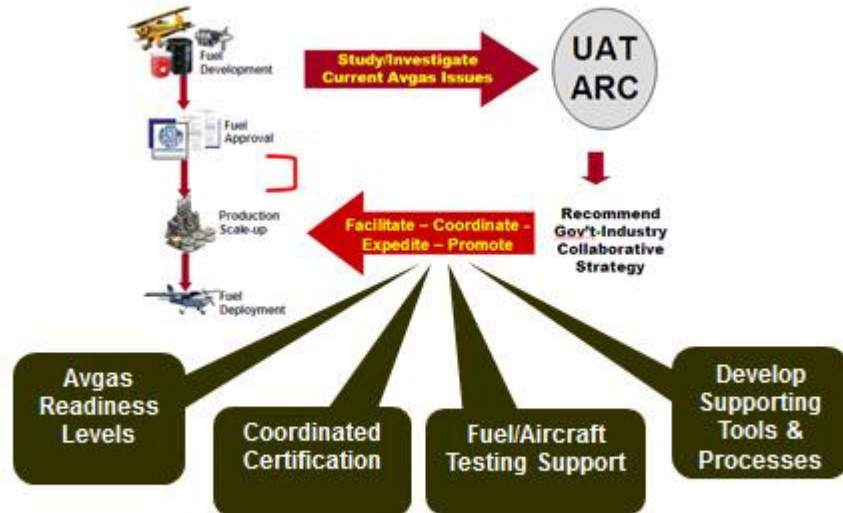 Fuel
Development
Study/Investigate
Current Avgas Issues
UAT
ARC
Fuel
Approval
Production
Scale-up
Facilitate – Coordinate -
Expedite – Promote
Recommend
Gov't-Industry
Collaborative
Strategy
Fuel
Deployment
Avgas
Readiness
Levels
Coordinated
Certification
Fuel/Aircraft
Testing Support
Develop
Supporting
Tools &
Processes